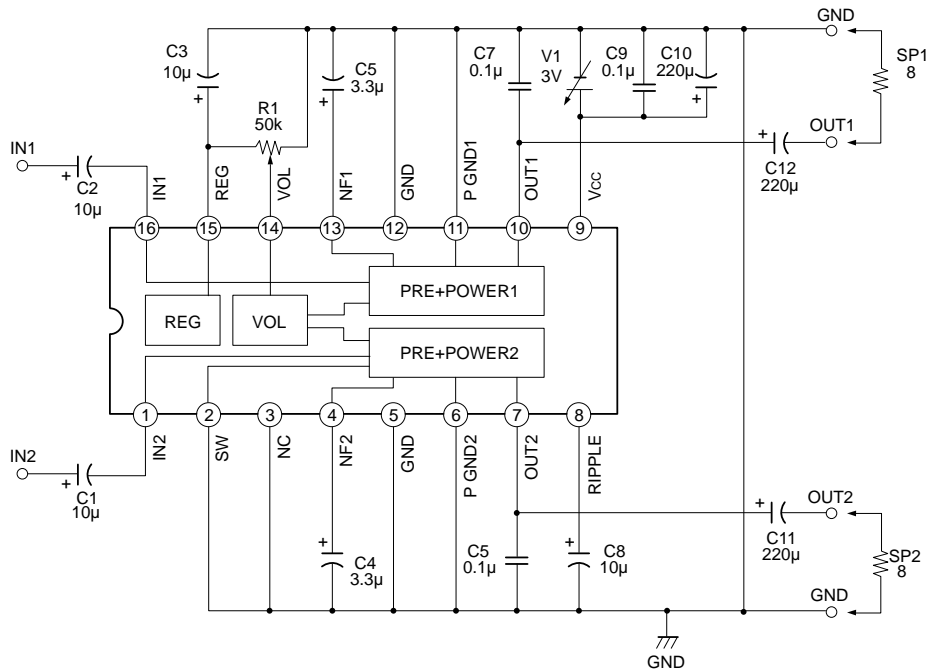 GND
C3
10µ
C5
3.3µ
C7
0.1µ
V1
3V
C9
0.1µ
C10
220µ
SP1
8
R1
50k
OUT1
C12
220µ
IN1
C2
10µ
IN1
REG
VOL
NF1
GND
P GND1
OUT1
Vcc
16
15
14
13
12
11
10
9
PRE+POWER1
REG
VOL
PRE+POWER2
1
2
3
4
5
6
7
8
IN2
SW
NC
NF2
GND
P GND2
OUT2
RIPPLE
IN2
C1
10µ
OUT2
C11
220µ
C4
3.3µ
C5
0.1µ
C8
10µ
SP2
8
GND
GND